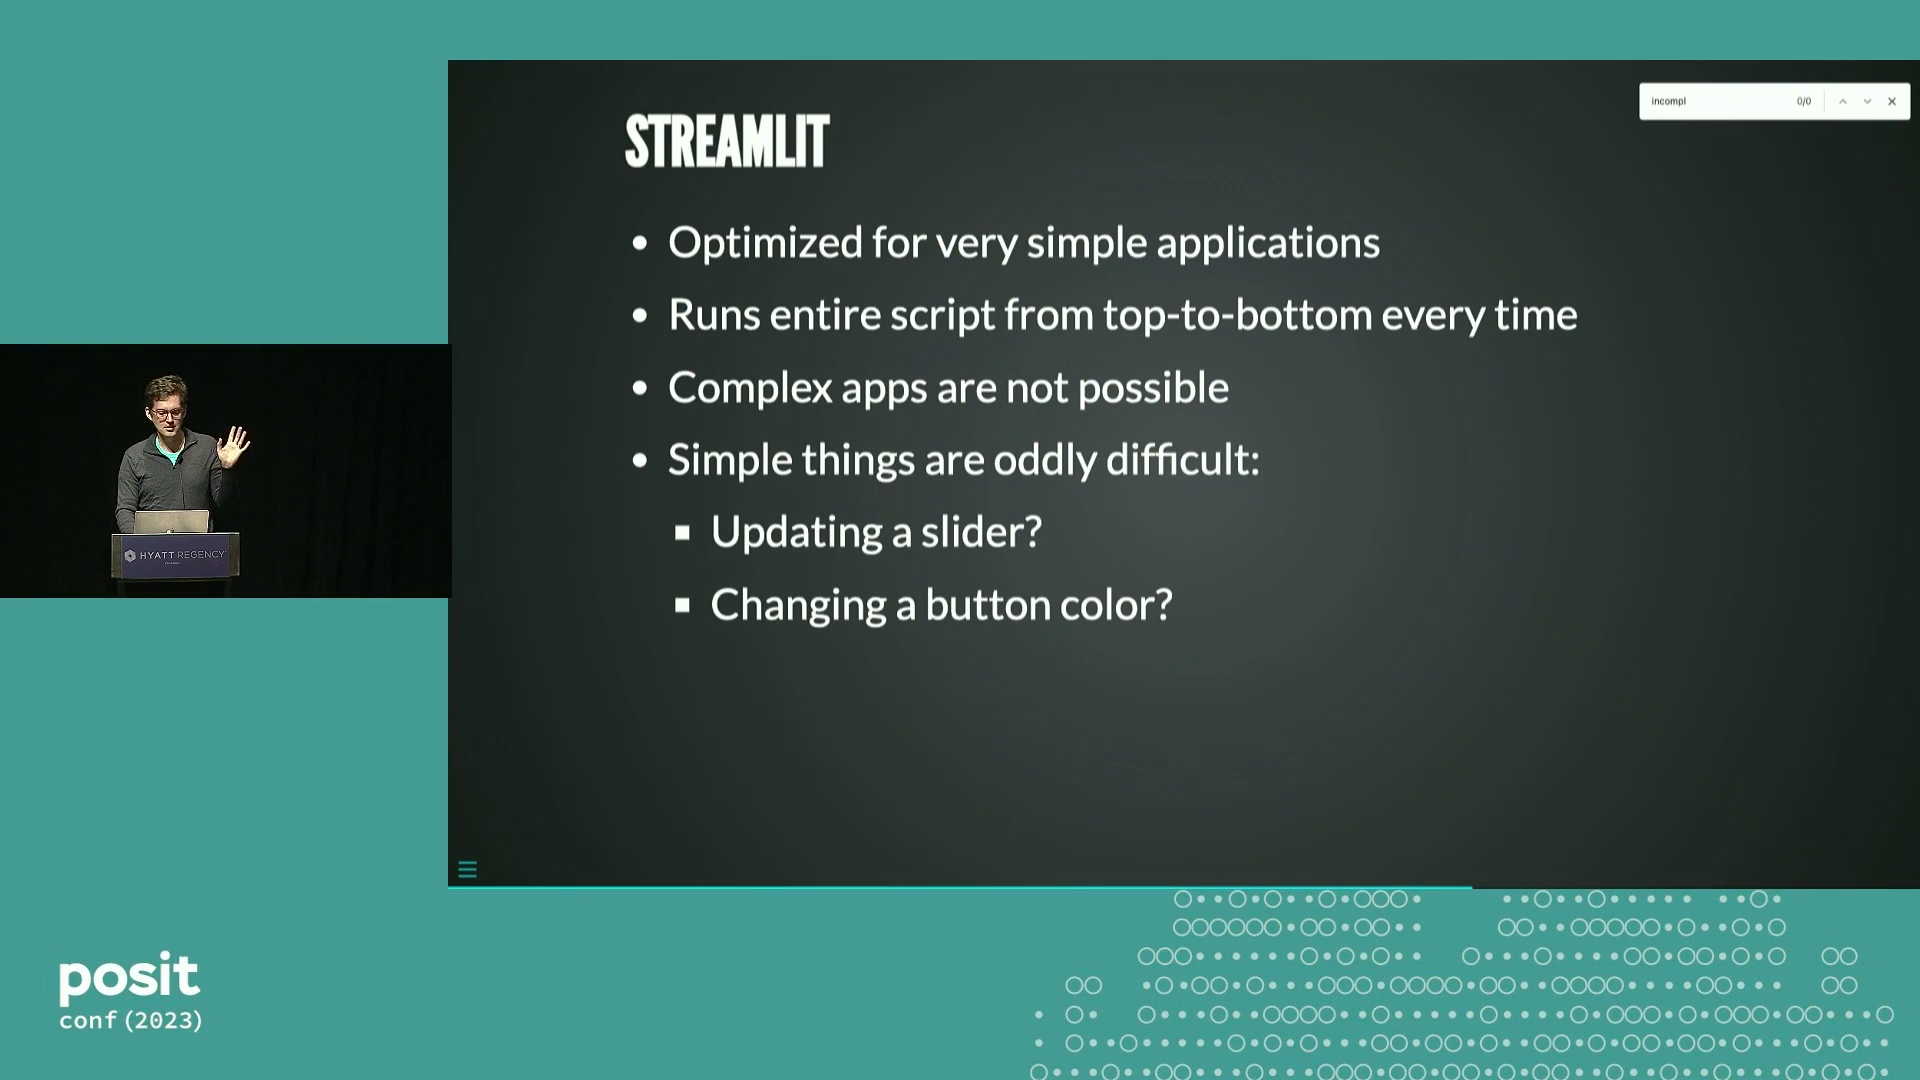 STREAMLIT
incompl 0/0
Optimized for very simple applications
Runs entire script from top-to-bottom every time
Complex apps are not possible
Simple things are oddly difficult:
Updating a slider?
Changing a button color?
HYATT REGENCY
posit
conf (2023)